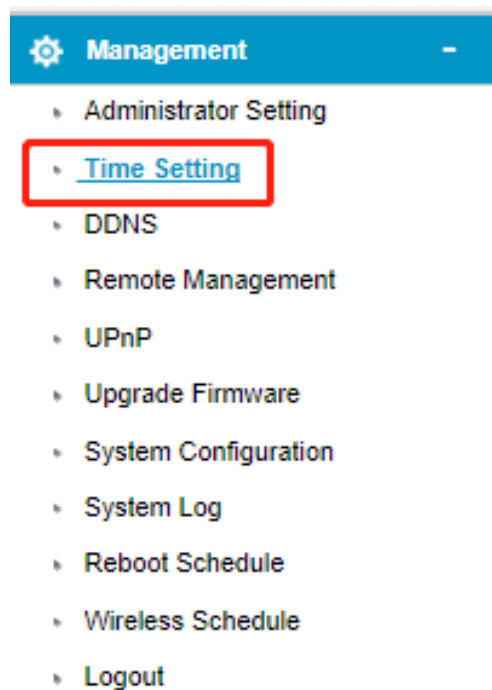 Management
Administrator Setting
Time Setting
DDNS
Remote Management
UPnP
Upgrade Firmware
System Configuration
System Log
Reboot Schedule
Wireless Schedule
Logout